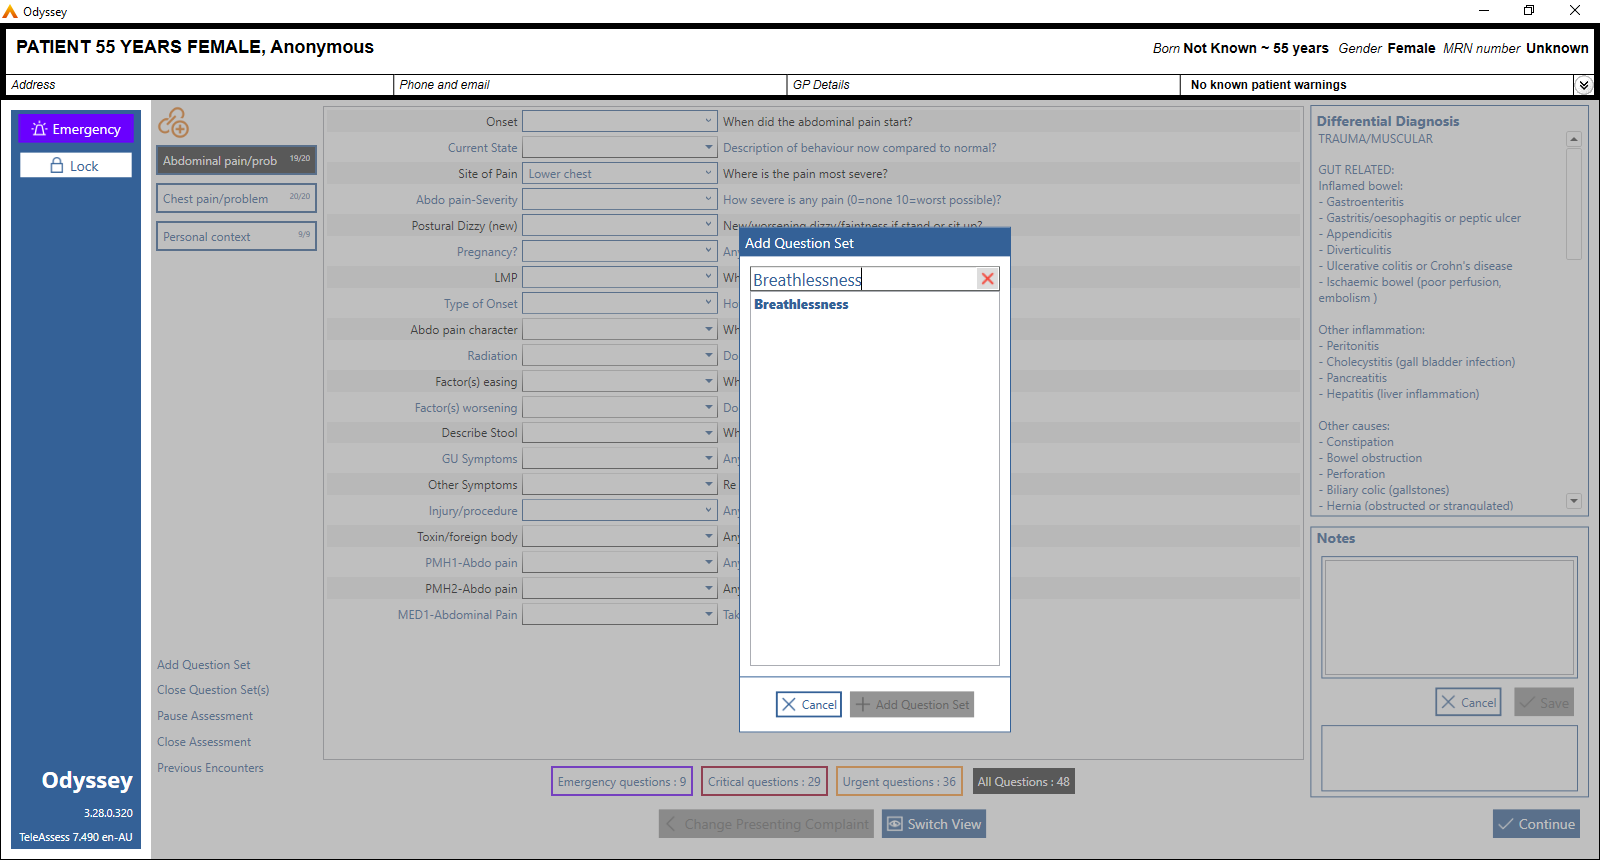 Odyssey
PATIENT 55 YEARS FEMALE, Anonymous
Born Not Known ~ 55 years Gender Female MRN number Unknown
Address
Phone and email
GP Details
No known patient warnings
Emergency
Lock
Abdominal pain/prob 19/20
Chest pain/problem 20/20
Personal context 9/9
Onset When did the abdominal pain start?
Current State Description of behaviour now compared to normal?
Site of Pain Lower chest Where is the pain most severe?
Abdo pain-Severity How severe is any pain (0=none 10=worst possible)?
Postural Dizzy (new) New/worsening dizzy/faintness if stand or sit up?
Pregnancy? An
LMP Wh
Type of Onset Ho
Abdo pain character Wh
Radiation Do
Factor(s) easing Wh
Factor(s) worsening Do
Describe Stool Wh
GU Symptoms Any
Other Symptoms Re
Injury/procedure Any
Toxin/foreign body Any
PMH1-Abdo pain Any
PMH2-Abdo pain Any
MED1-Abdominal Pain Tak
Add Question Set
Breathlessness
Breathlessness
Cancel
Add Question Set
Differential Diagnosis
TRAUMA/MUSCULAR
GUT RELATED:
Inflamed bowel:
- Gastroenteritis
- Gastritis/oesophagitis or peptic ulcer
- Appendicitis
- Diverticulitis
- Ulcerative colitis or Crohn's disease
- Ischaemic bowel (poor perfusion,
embolism )
Other inflammation:
- Peritonitis
- Cholecystitis (gall bladder infection)
- Pancreatitis
- Hepatitis (liver inflammation)
Other causes:
- Constipation
- Bowel obstruction
- Perforation
- Biliary colic (gallstones)
- Hernia (obstructed or strangulated)
Notes
Cancel
Save
Add Question Set
Close Question Set(s)
Pause Assessment
Close Assessment
Previous Encounters
Odyssey
3.28.0.320
TeleAssess 7.490 en-AU
Emergency questions : 9
Critical questions : 29
Urgent questions : 36
All Questions : 48
Change Presenting Complaint
Switch View
Continue